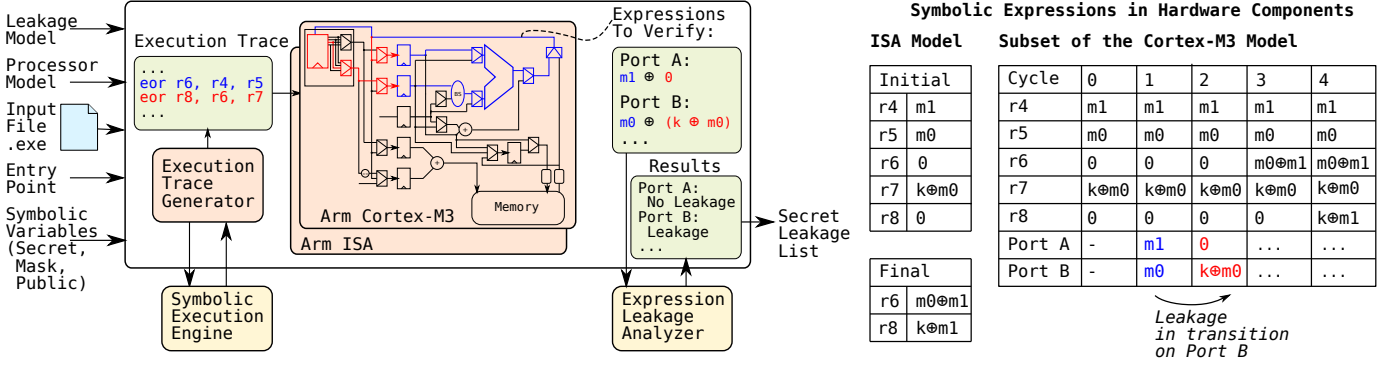 Leakage
Model
Processor
Model
Input
File
.exe
Entry
Point
Symbolic
Variables
(Secret,
Mask,
Public)
Execution Trace
...
eor r6, r4, r5
eor r8, r6, r7
...
Execution
Trace
Generator
Symbolic
Execution
Engine
BS
+
+
Memory
Arm Cortex-M3
Arm ISA
Expressions
To Verify:
Port A:
m1 ⊕ 0
Port B:
m0 ⊕ (k ⊕ m0)
...
Results
Port A:
No Leakage
Port B:
Leakage
...
Expression
Leakage
Analyzer
Secret
Leakage
List
Symbolic Expressions in Hardware Components
ISA Model
Initial
r4 m1
r5 m0
r6 0
r7 k⊕m0
r8 0
Final
r6 m0⊕m1
r8 k⊕m1
Subset of the Cortex-M3 Model
Cycle 0 1 2 3 4
r4 m1 m1 m1 m1 m1
r5 m0 m0 m0 m0 m0
r6 0 0 0 m0⊕m1 m0⊕m1
r7 k⊕m0 k⊕m0 k⊕m0 k⊕m0 k⊕m0
r8 0 0 0 0 k⊕m1
Port A - m1 0 ... ...
Port B - m0 k⊕m0 ... ...
Leakage
in transition
on Port B